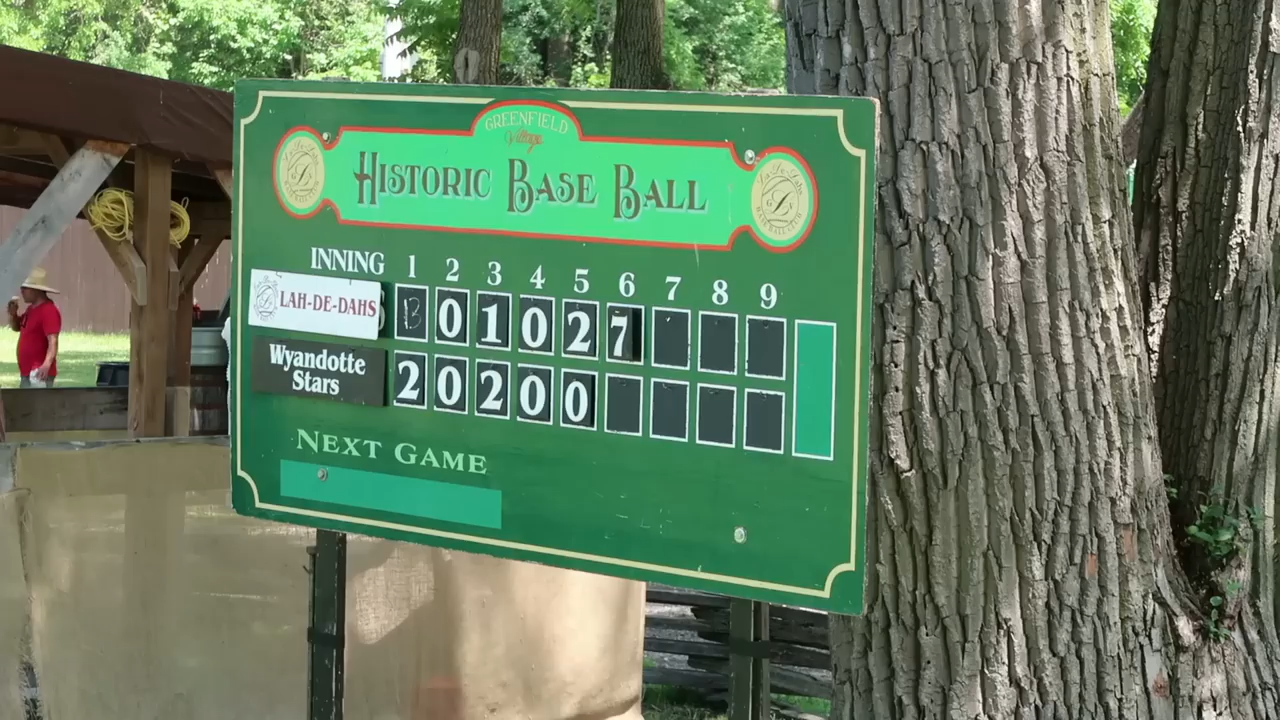 GREENFIELD
Village
HISTORIC BASE BALL
INNING 1 2 3 4 5 6 7 8 9
LAH-DE-DAHS 0 1 0 2 7
Wyandotte
Stars 2 0 2 0 0
NEXT GAME